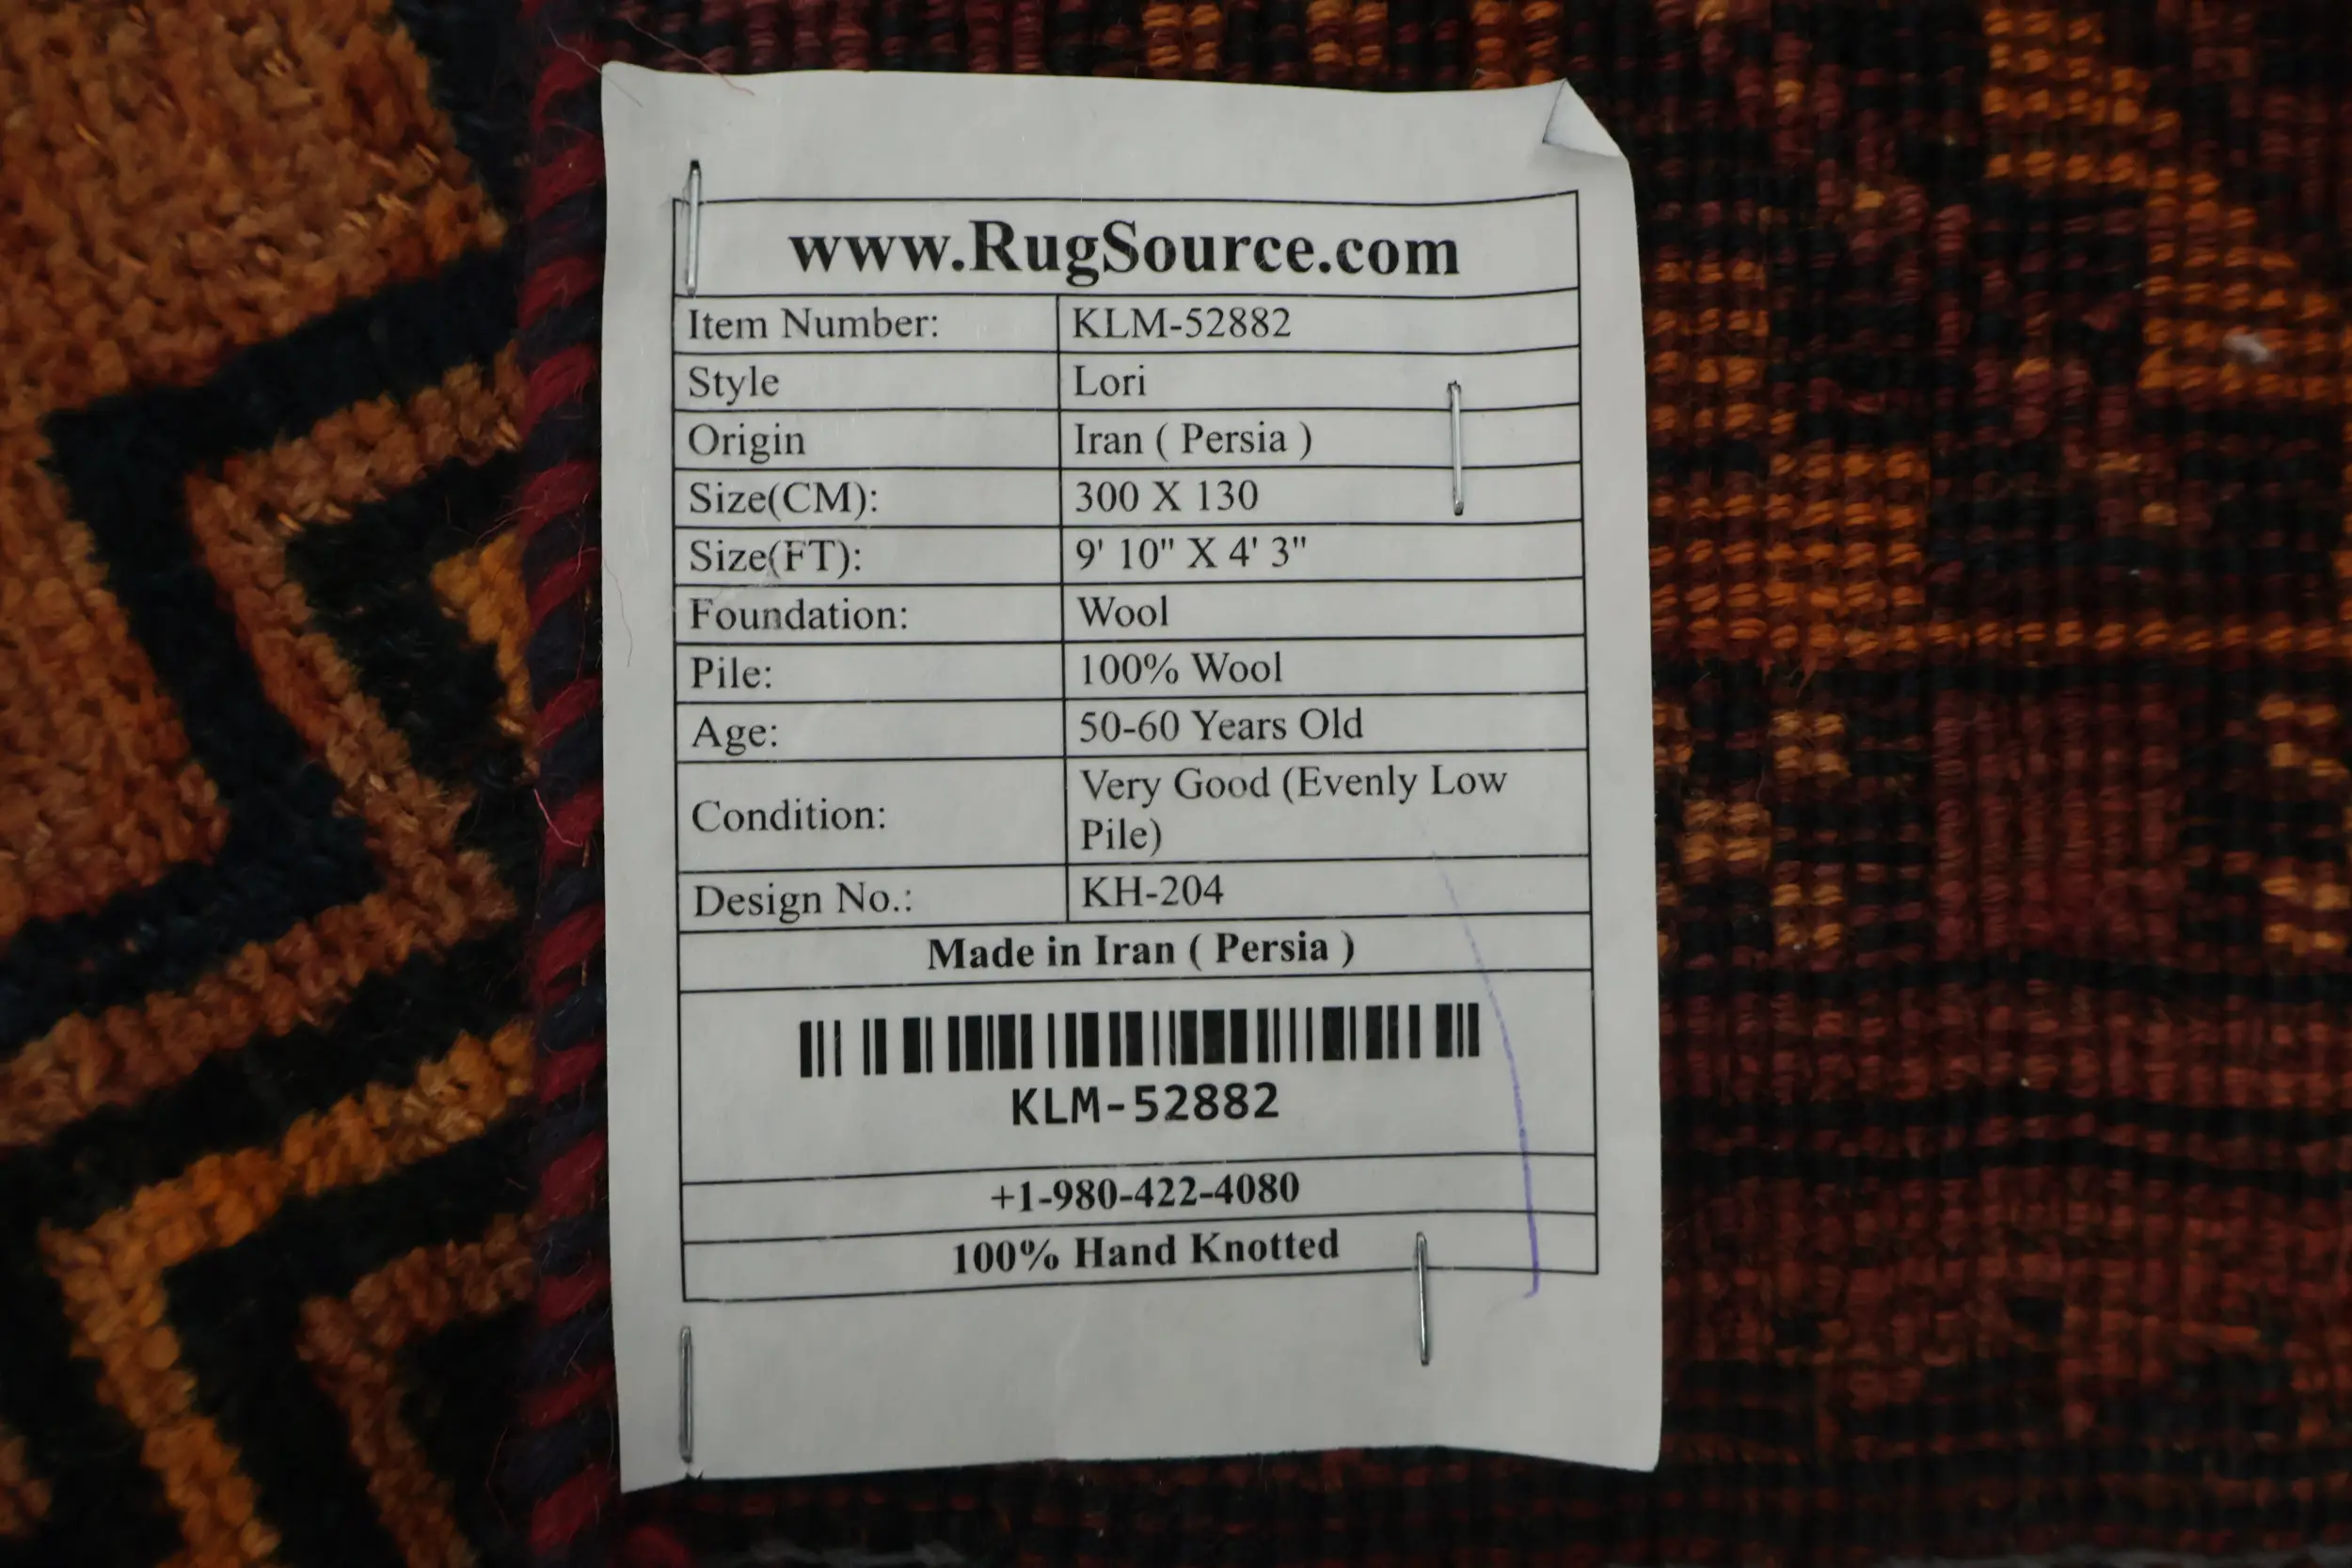 www.RugSource.com
Item Number: KLM-52882
Style Lori
Origin Iran ( Persia )
Size(CM): 300 X 130
Size(FT): 9' 10" X 4' 3"
Foundation: Wool
Pile: 100% Wool
Age: 50-60 Years Old
Condition: Very Good (Evenly Low
Pile)
Design No.: KH-204
Made in Iran ( Persia )
KLM-52882
+1-980-422-4080
100% Hand Knotted